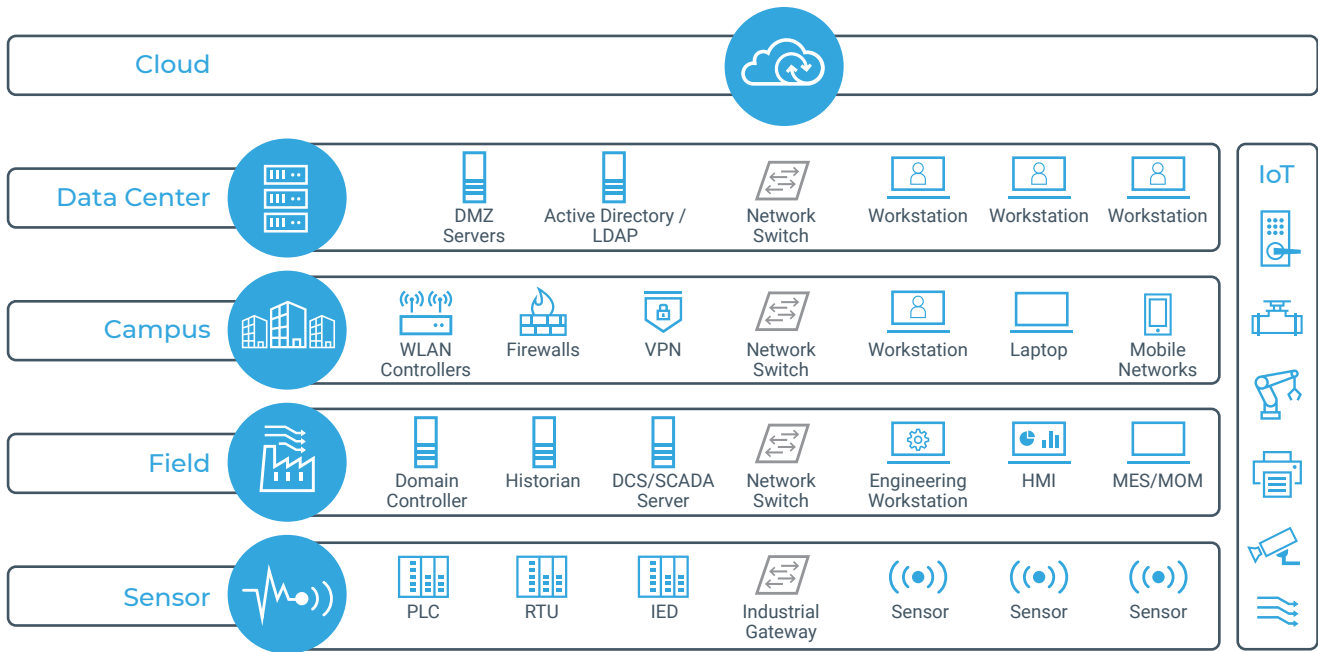 Cloud
Data Center
DMZ
Servers
Active Directory /
LDAP
Network
Switch
Workstation
Workstation
Workstation
IoT
Campus
WLAN
Controllers
Firewalls
VPN
Network
Switch
Workstation
Laptop
Mobile
Networks
Field
Domain
Controller
Historian
DCS/SCADA
Server
Network
Switch
Engineering
Workstation
HMI
MES/MOM
Sensor
PLC
RTU
IED
Industrial
Gateway
Sensor
Sensor
Sensor